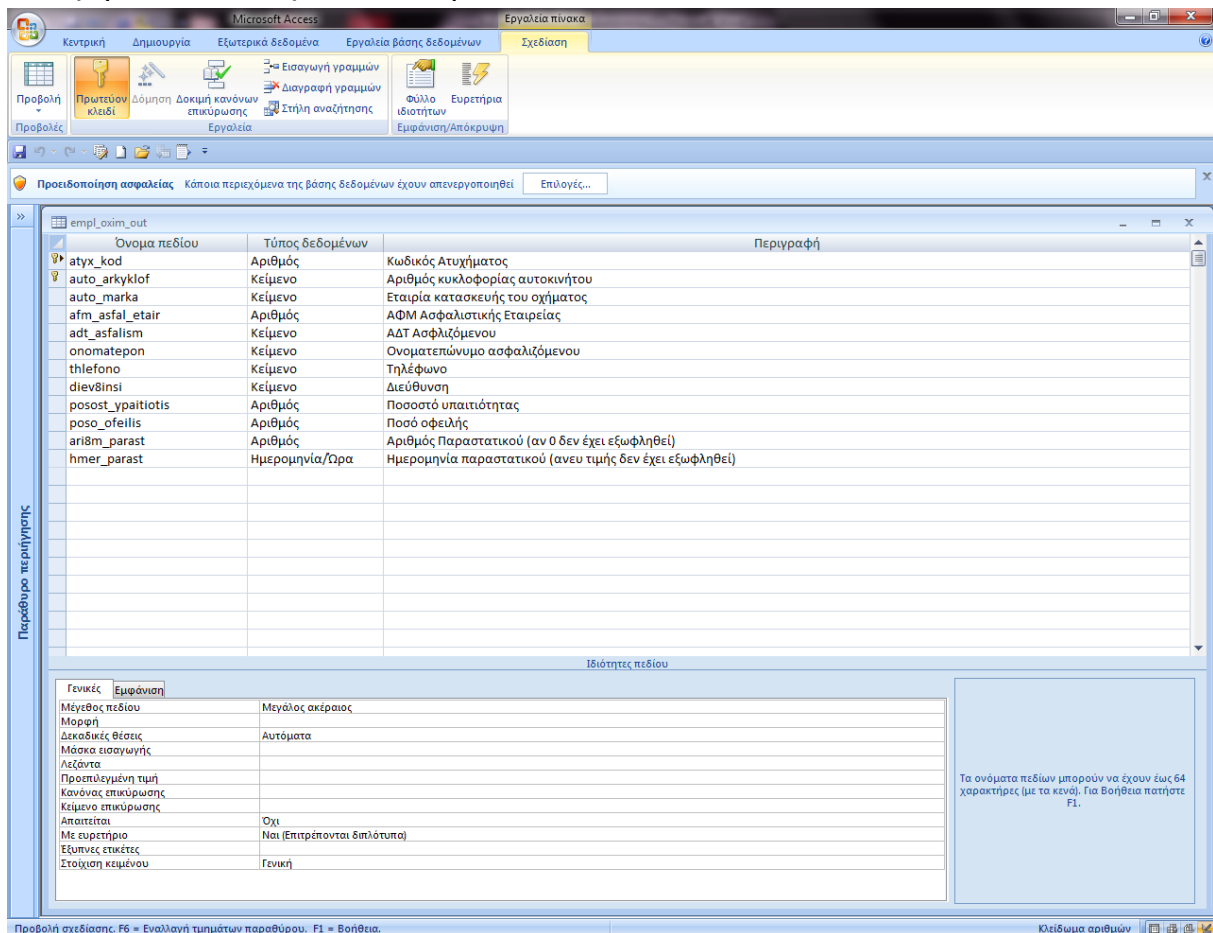 Microsoft Access
Εργαλεία πίνακα
Κεντρική Δημιουργία Εξωτερικά δεδομένα Εργαλεία βάσης δεδομένων Σχεδίαση
Προβολή
Πρωτεύον κλειδί
Δόμηση
Δοκιμή κανόνων επικύρωσης
Εισαγωγή γραμμών
Διαγραφή γραμμών
Στήλη αναζήτησης
Φύλλο ιδιοτήτων
Ευρετήρια
Προβολές Εργαλεία Εμφάνιση/Απόκρυψη
Προειδοποίηση ασφαλείας Κάποια περιεχόμενα της βάσης δεδομένων έχουν απενεργοποιηθεί Επιλογές...
empl_oxim_out
Όνομα πεδίου Τύπος δεδομένων Περιγραφή
atyx_kod Αριθμός Κωδικός Ατυχήματος
auto_arkyklof Κείμενο Αριθμός κυκλοφορίας αυτοκινήτου
auto_marka Κείμενο Εταιρία κατασκευής του οχήματος
afm_asfal_etair Αριθμός ΑΦΜ Ασφαλιστικής Εταιρείας
adt_asfalism Κείμενο ΑΔΤ Ασφλιζόμενου
onomatepon Κείμενο Ονοματεπώνυμο ασφαλιζόμενου
thlefono Κείμενο Τηλέφωνο
diev8insi Κείμενο Διεύθυνση
posost_ypaitiotis Αριθμός Ποσοστό υπαιτιότητας
poso_ofeilis Αριθμός Ποσό οφειλής
ari8m_parast Αριθμός Αριθμός Παραστατικού (αν 0 δεν έχει εξωφληθεί)
hmer_parast Ημερομηνία/Ώρα Ημερομηνία παραστατικού (ανευ τιμής δεν έχει εξωφληθεί)
Παράθυρο περιήγησης
Ιδιότητες πεδίου
Γενικές Εμφάνιση
Μέγεθος πεδίου Μεγάλος ακέραιος
Μορφή
Δεκαδικές θέσεις Αυτόματα
Μάσκα εισαγωγής
Λεζάντα
Προεπιλεγμένη τιμή
Κανόνας επικύρωσης
Κείμενο επικύρωσης
Απαιτείται Όχι
Με ευρετήριο Ναι (Επιτρέπονται διπλότυπα)
Έξυπνες ετικέτες
Στοίχιση κειμένου Γενική
Τα ονόματα πεδίων μπορούν να έχουν έως 64
χαρακτήρες (με τα κενά). Για Βοήθεια πατήστε
F1.
Προβολή σχεδίασης. F6 = Εναλλαγή τμημάτων παραθύρου. F1 = Βοήθεια. Κλείδωμα αριθμών